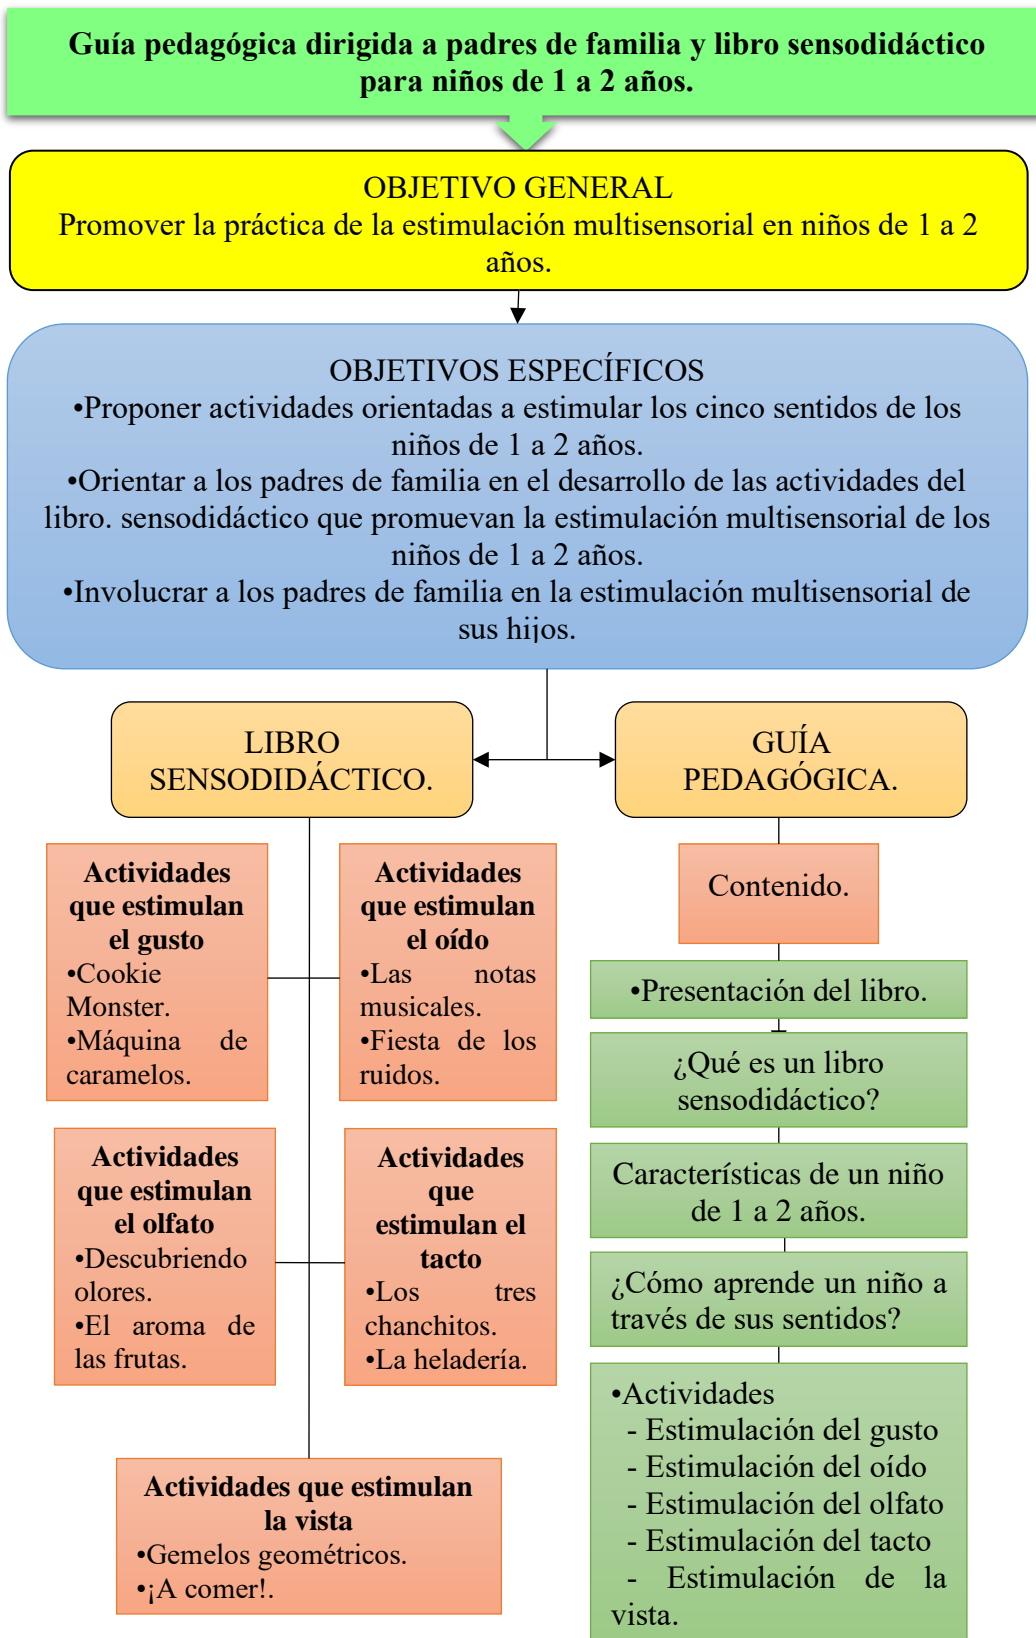 Guía pedagógica dirigida a padres de familia y libro sensodidáctico
para niños de 1 a 2 años.
OBJETIVO GENERAL
Promover la práctica de la estimulación multisensorial en niños de 1 a 2
años.
OBJETIVOS ESPECÍFICOS
•Proponer actividades orientadas a estimular los cinco sentidos de los
niños de 1 a 2 años.
•Orientar a los padres de familia en el desarrollo de las actividades del
libro. sensodidáctico que promuevan la estimulación multisensorial de los
niños de 1 a 2 años.
•Involucrar a los padres de familia en la estimulación multisensorial de
sus hijos.
LIBRO
SENSODIDÁCTICO.
GUÍA
PEDAGÓGICA.
Actividades
que estimulan
el gusto
•Cookie
Monster.
•Máquina de
caramelos.
Actividades
que estimulan
el oído
•Las notas
musicales.
•Fiesta de los
ruidos.
Actividades
que estimulan
el olfato
•Descubriendo
olores.
•El aroma de
las frutas.
Actividades
que
estimulan el
tacto
•Los tres
chanchitos.
•La heladería.
Actividades que estimulan
la vista
•Gemelos geométricos.
•¡A comer!.
Contenido.
•Presentación del libro.
¿Qué es un libro
sensodidáctico?
Características de un niño
de 1 a 2 años.
¿Cómo aprende un niño a
través de sus sentidos?
•Actividades
- Estimulación del gusto
- Estimulación del oído
- Estimulación del olfato
- Estimulación del tacto
- Estimulación de la
vista.